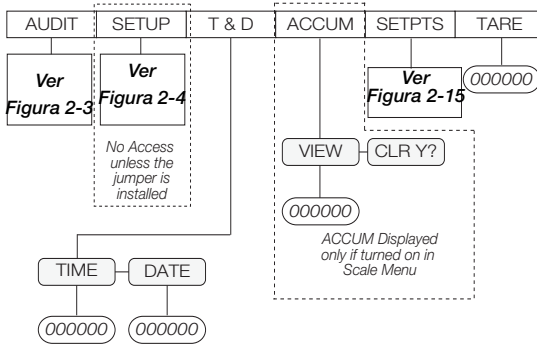 AUDIT SETUP T & D ACCUM SETPTS TARE
Ver
Figura 2-3
Ver
Figura 2-4
Ver
Figura 2-15
000000
No Access
unless the
jumper is
installed
VIEW CLR Y?
000000
ACCUM Displayed
only if turned on in
Scale Menu
TIME DATE
000000 000000